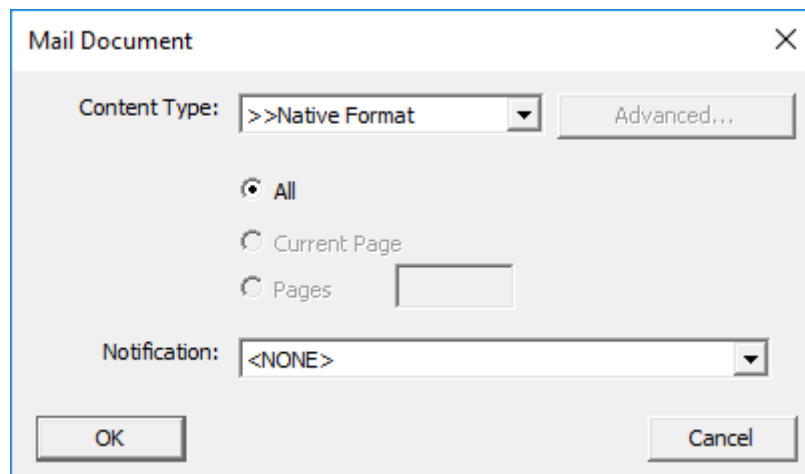 Mail Document
Content Type: >>Native Format Advanced...
All
Current Page
Pages
Notification: <NONE>
OK Cancel